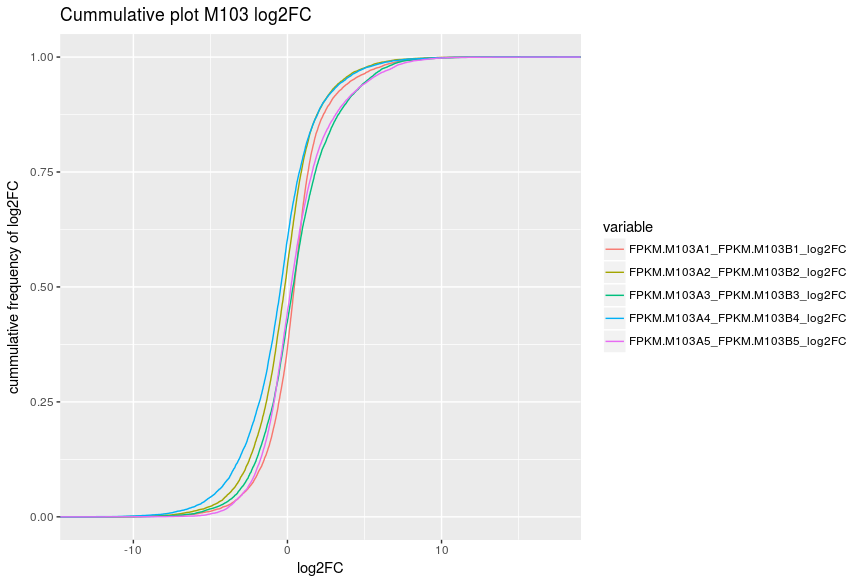 Cummulative plot M103 log2FC
cummulative frequency of log2FC
1.00
0.75
0.50
0.25
0.00
-10
0
10
log2FC
variable
FPKM.M103A1_FPKM.M103B1_log2FC
FPKM.M103A2_FPKM.M103B2_log2FC
FPKM.M103A3_FPKM.M103B3_log2FC
FPKM.M103A4_FPKM.M103B4_log2FC
FPKM.M103A5_FPKM.M103B5_log2FC